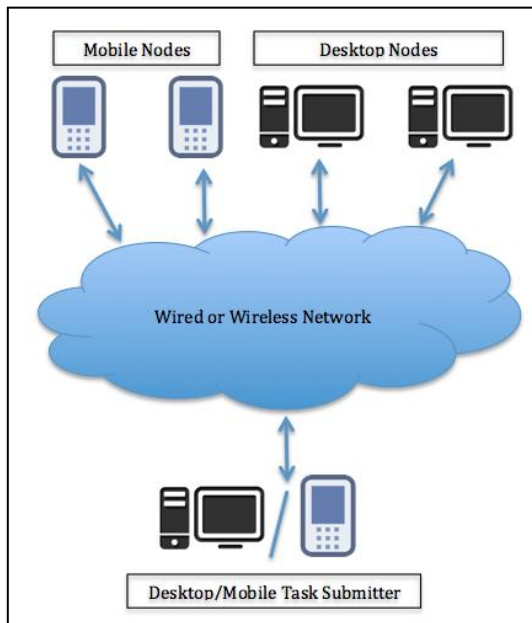 Mobile Nodes
Desktop Nodes
Wired or Wireless Network
Desktop/Mobile Task Submitter